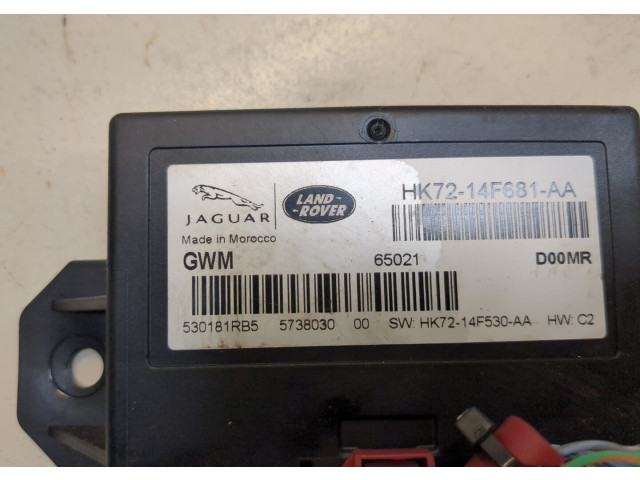 JAGUAR
LAND-
-ROVER
HK72-14F681-AA
Made in Morocco
GWM 65021 D00MR
530181RB5 5738030 00 SW: HK72-14F530-AA HW: C2